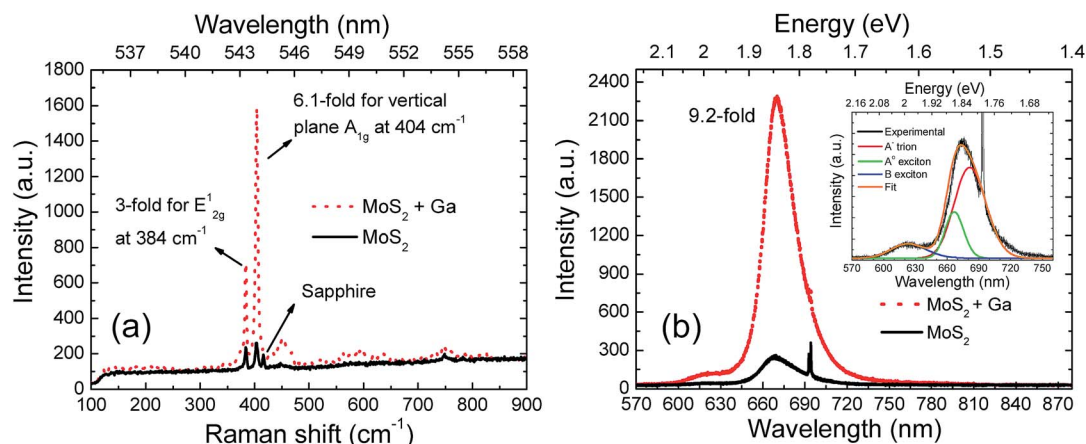 Wavelength (nm)
537 540 543 546 549 552 555 558
1800
1600
1400
1200
1000
800
600
400
200
0
Intensity (a.u.)
6.1-fold for vertical
plane A1g at 404 cm-1
3-fold for E12g
at 384 cm-1
MoS2 + Ga
MoS2
Sapphire
(a)
100 200 300 400 500 600 700 800 900
Raman shift (cm-1)
Energy (eV)
2.1 2 1.9 1.8 1.7 1.6 1.5 1.4
2400
2100
1800
1500
1200
900
600
300
0
Intensity (a.u.)
9.2-fold
Energy (eV)
2.16 2.08 2 1.92 1.84 1.76 1.68
Experimental
A- trion
Ao exciton
B exciton
Fit
Intensity (a.u.)
570 600 630 660 690 720 750
Wavelength (nm)
MoS2 + Ga
MoS2
(b)
570 600 630 660 690 720 750 780 810 840 870
Wavelength (nm)